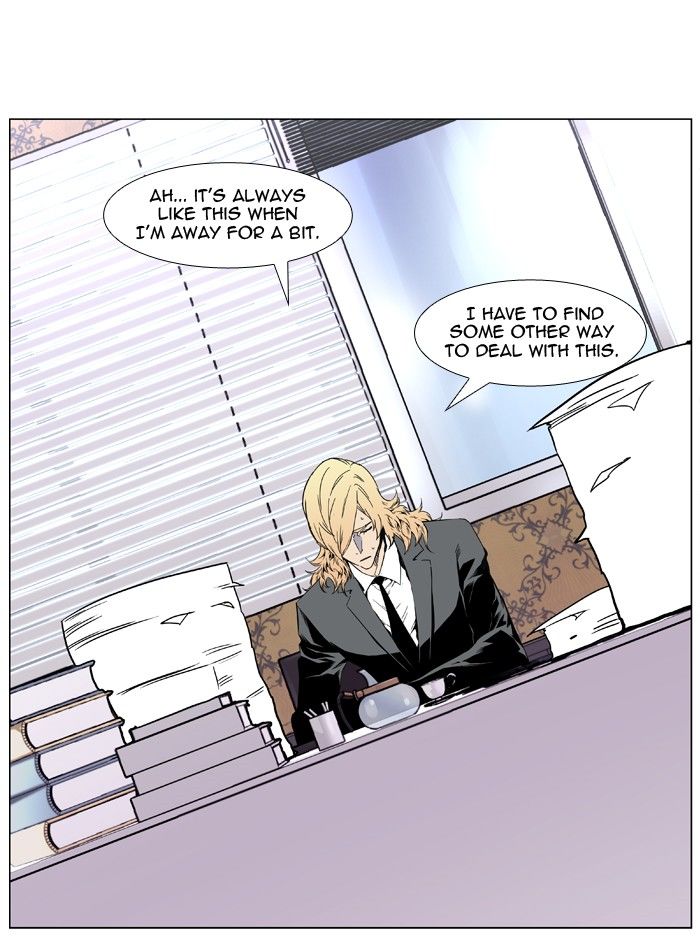 AH... IT'S ALWAYS
LIKE THIS WHEN
I'M AWAY FOR A BIT.
I HAVE TO FIND
SOME OTHER WAY
TO DEAL WITH THIS.